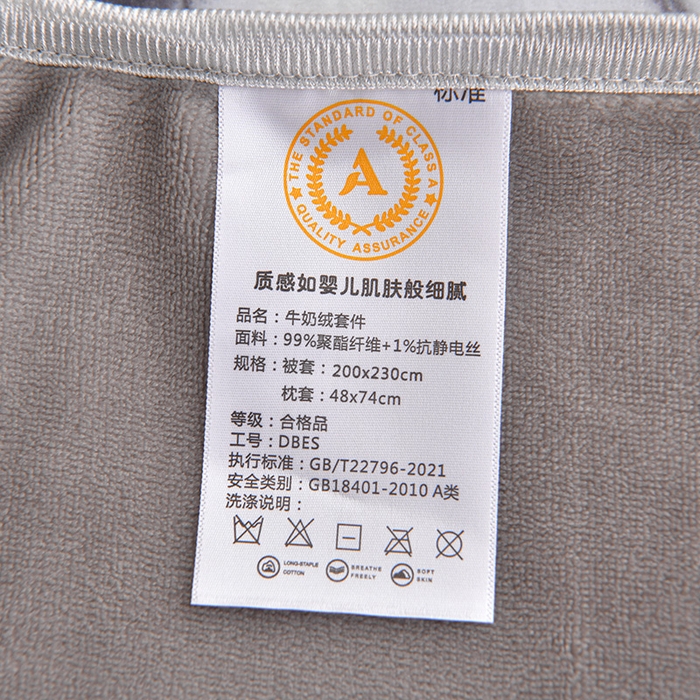 标准
THE STANDARD OF CLASS A
A
QUALITY ASSURANCE
质感如婴儿肌肤般细腻
品名：牛奶绒套件
面料：99%聚酯纤维+1%抗静电丝
规格：被套：200x230cm
枕套：48x74cm
等级：合格品
工号：DBES
执行标准：GB/T22796-2021
安全类别：GB18401-2010 A类
洗涤说明：
LONG-STAPLE COTTON BREATHE FREELY SOFT SKIN